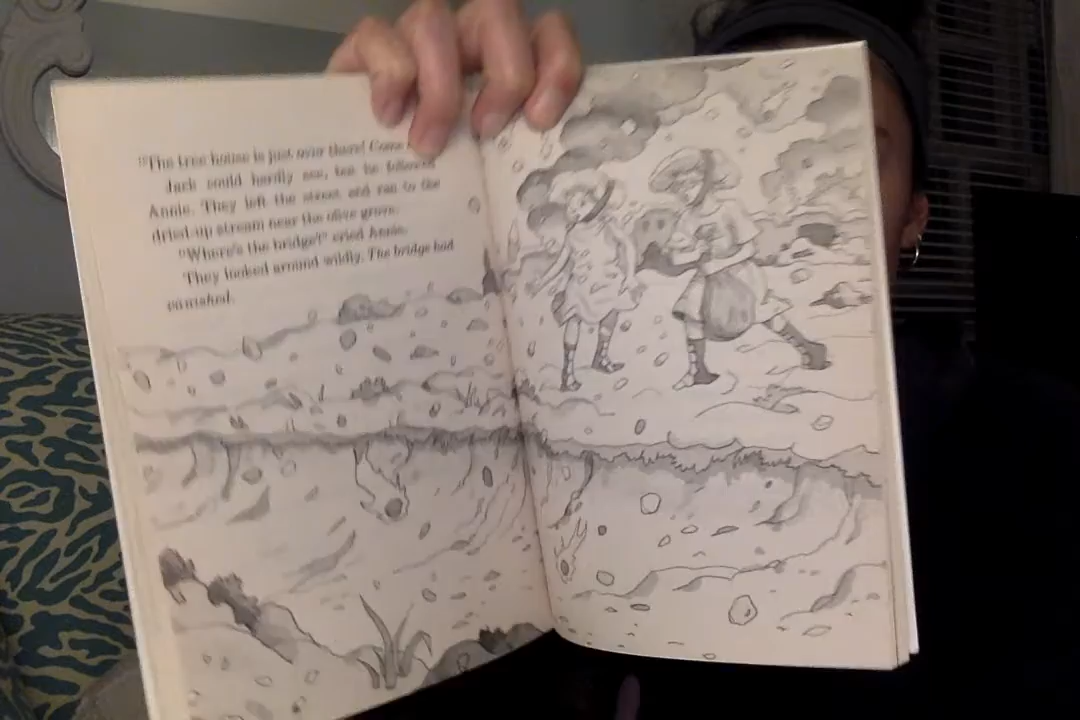 "The tree house is just over there! Come
Jack could hardly see, but he followed
Annie. They left the street and ran to the
dried-up stream near the olive grove.
"Where's the bridge?" cried Annie.
They looked around wildly. The bridge had
vanished.